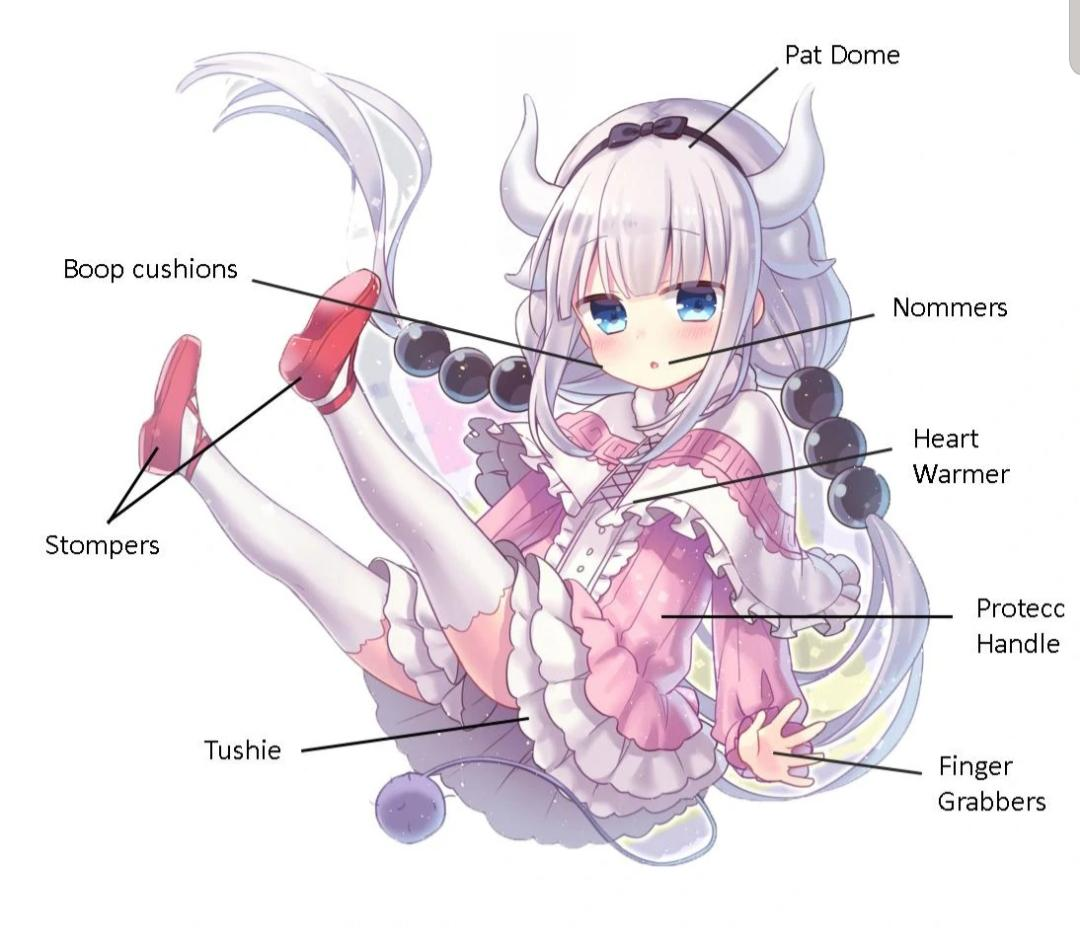 Pat Dome
Boop cushions
Nommers
Heart
Warmer
Stompers
Protecc
Handle
Tushie
Finger
Grabbers